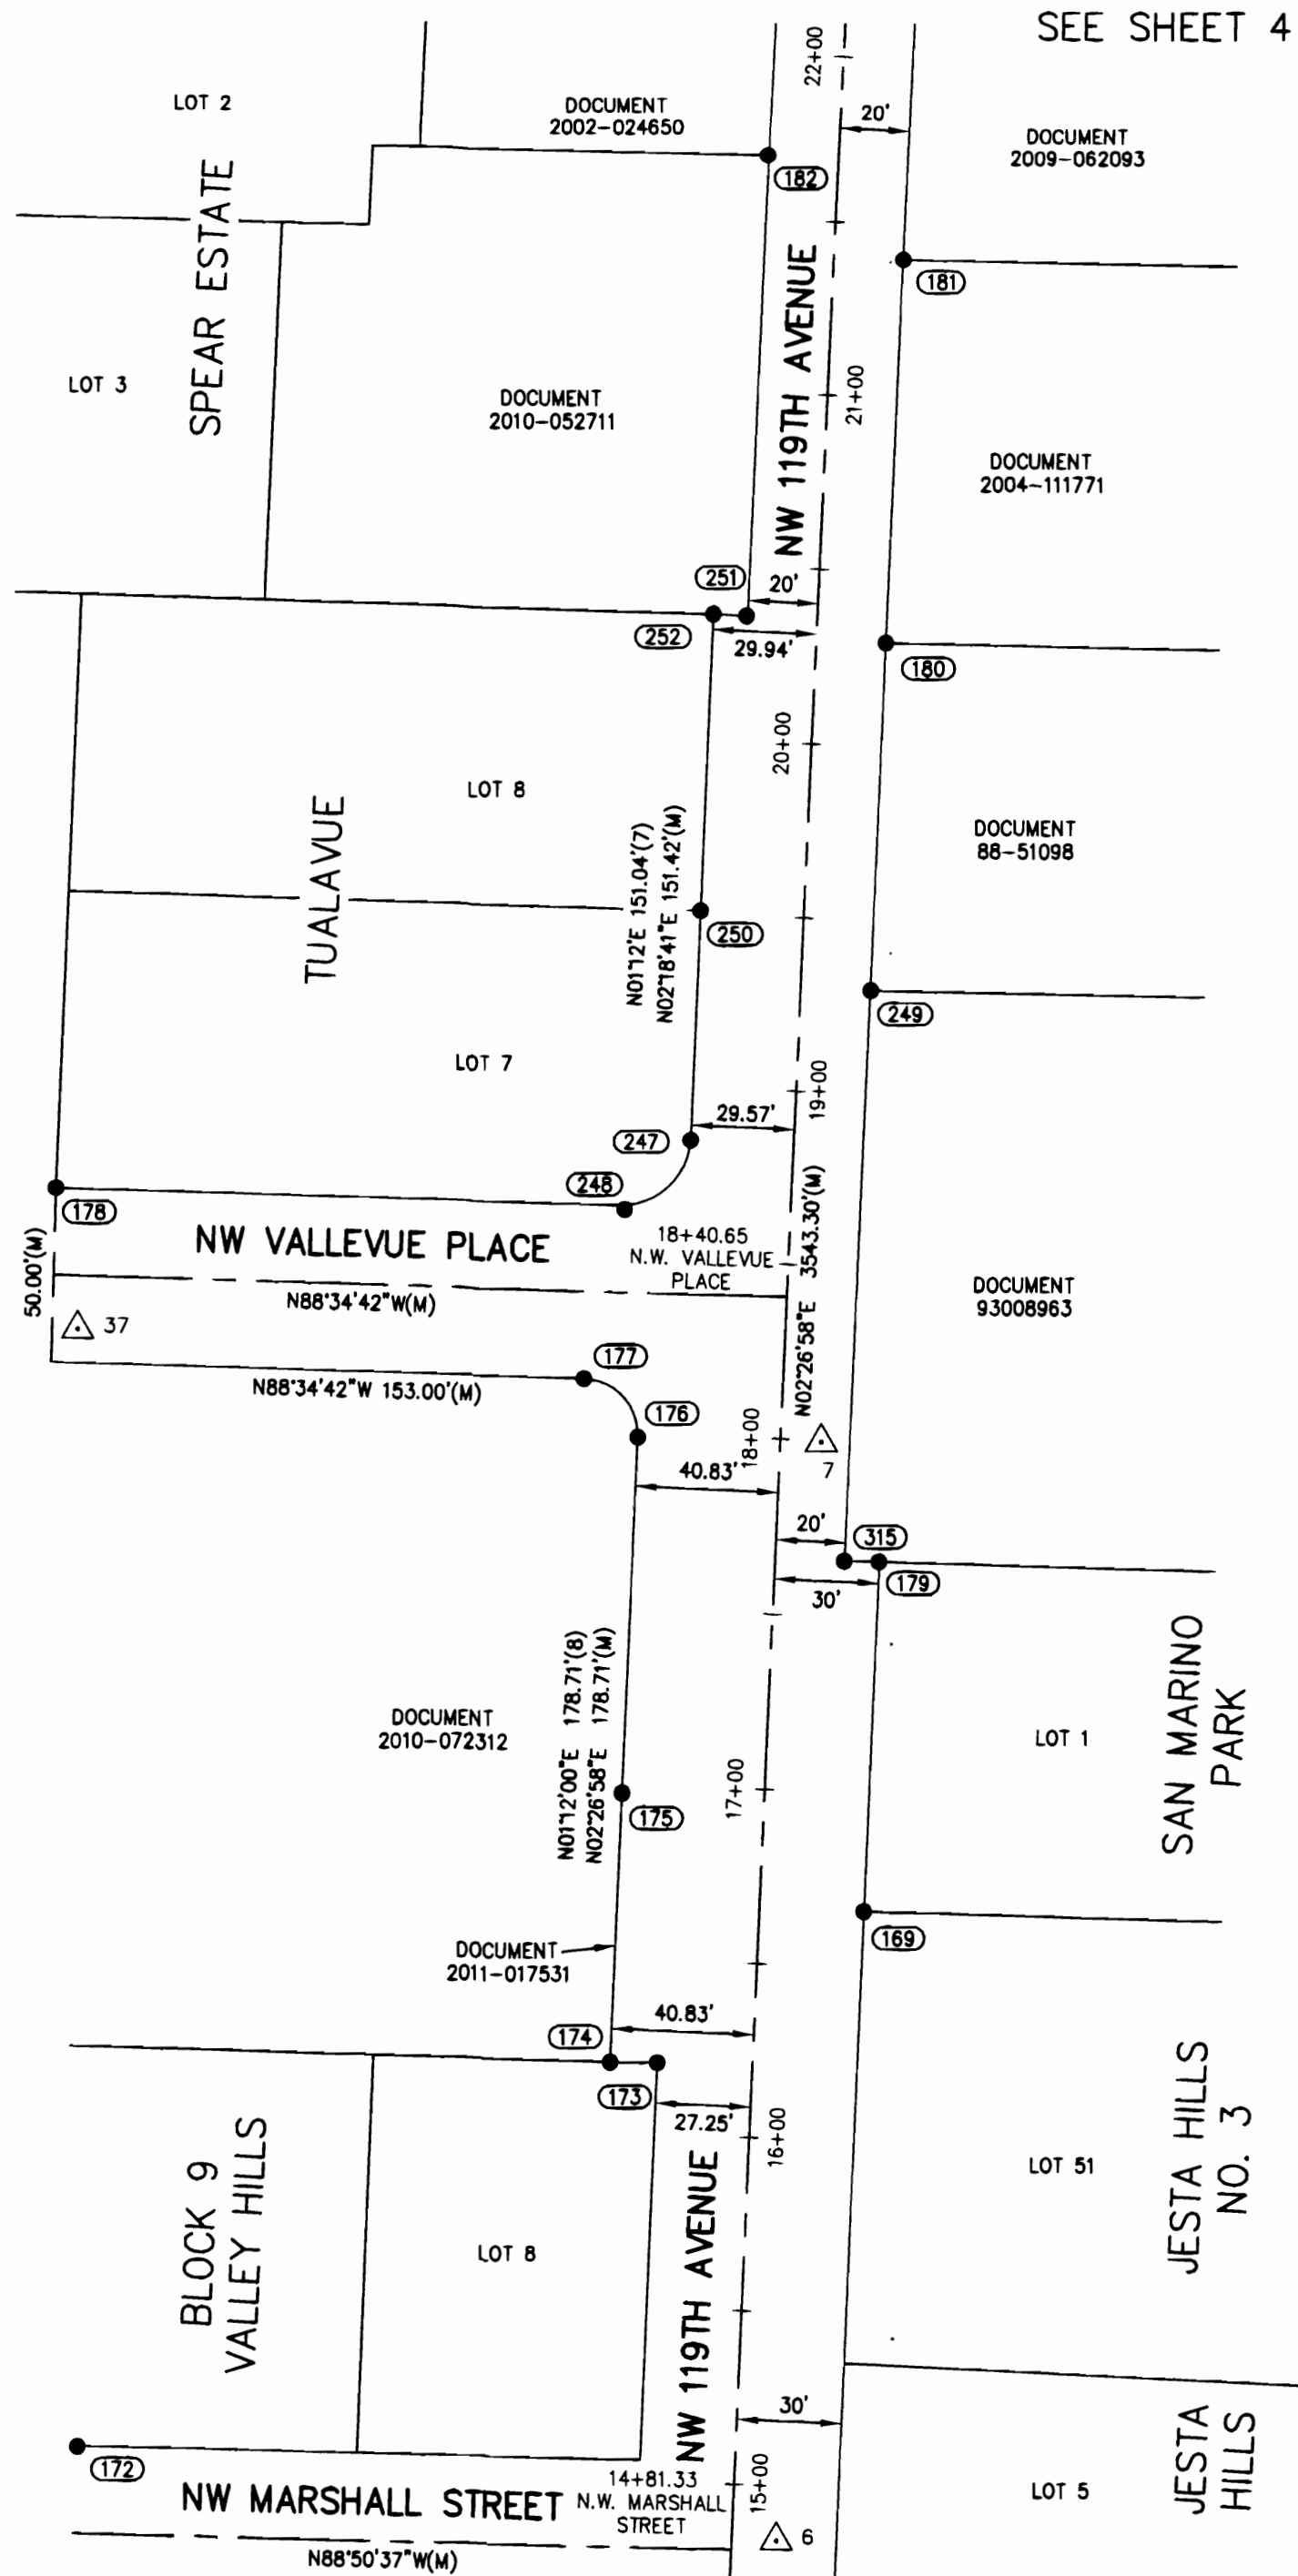 SEE SHEET 4
22+00
LOT 2
DOCUMENT
2002-024650
20'
DOCUMENT
2009-062093
182
SPEAR ESTATE
NW 119TH AVENUE
181
LOT 3
DOCUMENT
2010-052711
21+00
DOCUMENT
2004-111771
251
20'
252
29.94'
180
20+00
LOT 8
TUALAVUE
N01°12'E 151.04'(7)
N02°18'41"E 151.42'(M)
DOCUMENT
88-51098
250
249
LOT 7
19+00
29.57'
247
248
178
NW VALLEVUE PLACE
18+40.65
N.W. VALLEVUE
PLACE
N02°26'58"E 3543.30'(M)
50.00'(M)
N88°34'42"W(M)
37
DOCUMENT
93008963
177
N88°34'42"W 153.00'(M)
176
18+00
7
40.83'
20'
315
179
30'
N01°12'00"E 178.71'(8)
N02°26'58"E 178.71'(M)
DOCUMENT
2010-072312
LOT 1
SAN MARINO
PARK
17+00
175
169
DOCUMENT
2011-017531
40.83'
174
173
27.25'
16+00
BLOCK 9
VALLEY HILLS
LOT 8
NW 119TH AVENUE
LOT 51
JESTA HILLS
NO. 3
30'
172
NW MARSHALL STREET
14+81.33
N.W. MARSHALL
STREET
15+00
LOT 5
JESTA
HILLS
6
N88°50'37"W(M)